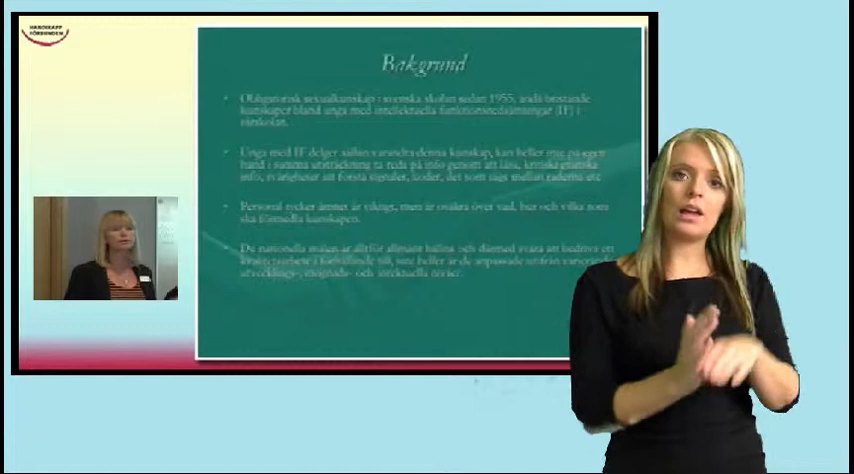 HANDIKAPP
FÖRBUNDEN
Bakgrund
• Obligatorisk sexualkunskap i svenska skolan sedan 1955, ändå bristande
kunskaper bland unga med intellektuella funktionsnedsättningar (IF) i
särskolan.
• Unga med IF delger sällan varandra denna kunskap, kan heller inte på egen
hand i samma utsträckning ta reda på info genom att läsa, kritiskt granska
info, svårigheter att förstå signaler, koder, det som sägs mellan raderna etc
• Personal tycker ämnet är viktigt, men är osäkra över vad, hur och vilka som
ska förmedla kunskapen.
• De nationella målen är alltför allmänt hållna och därmed svåra att bedriva ett
kvalitetsarbete i förhållande till, inte heller är de anpassade utifrån
utvecklings-, mognads- och intektuella nivåer.